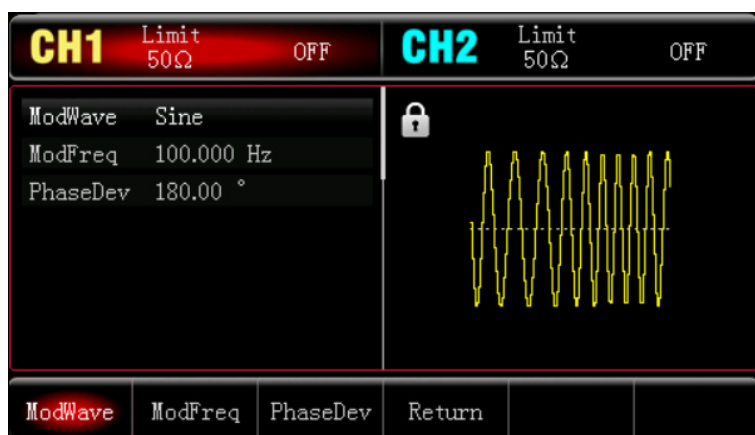 CH1 Limit 50Ω OFF CH2 Limit 50Ω OFF
ModWave Sine
ModFreq 100.000 Hz
PhaseDev 180.00 °
ModWave ModFreq PhaseDev Return